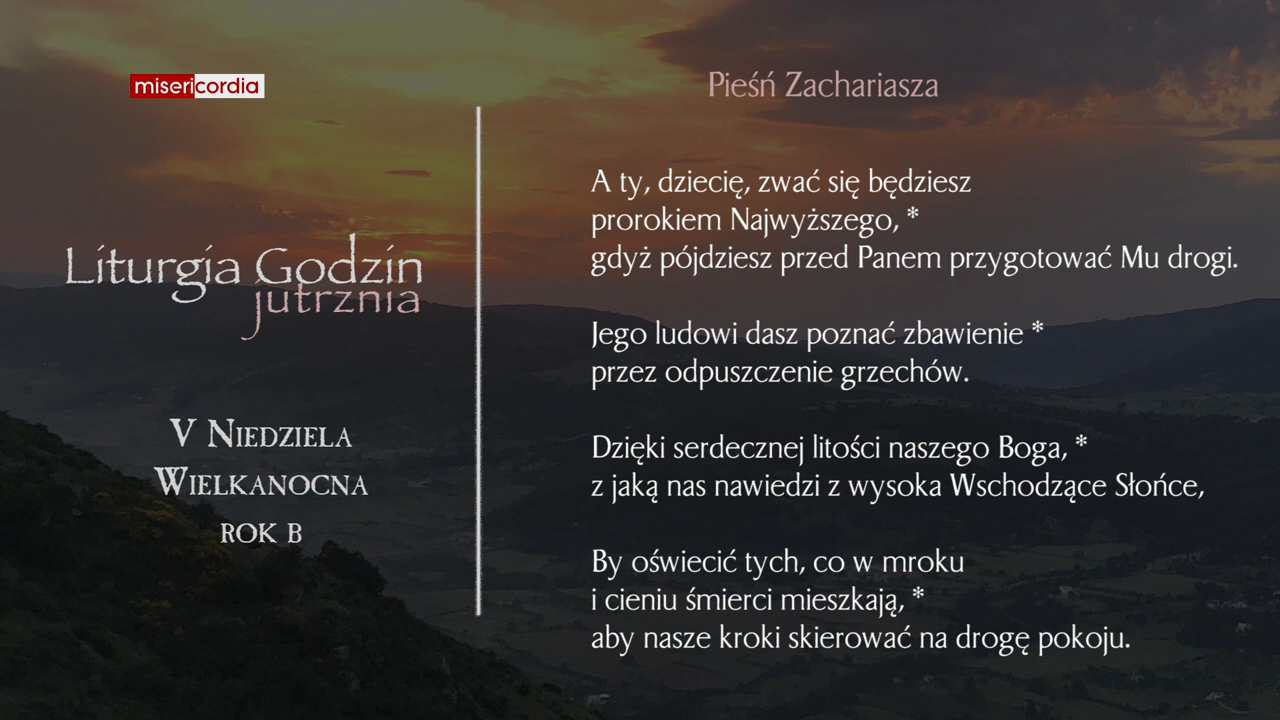 misericordia
Liturgia Godzin
jutrznia
V Niedziela
Wielkanocna
rok B
Pieśń Zachariasza
A ty, dziecię, zwać się będziesz
prorokiem Najwyższego, *
gdyż pójdziesz przed Panem przygotować Mu drogi.
Jego ludowi dasz poznać zbawienie *
przez odpuszczenie grzechów.
Dzięki serdecznej litości naszego Boga, *
z jaką nas nawiedzi z wysoka Wschodzące Słońce,
By oświecić tych, co w mroku
i cieniu śmierci mieszkają, *
aby nasze kroki skierować na drogę pokoju.